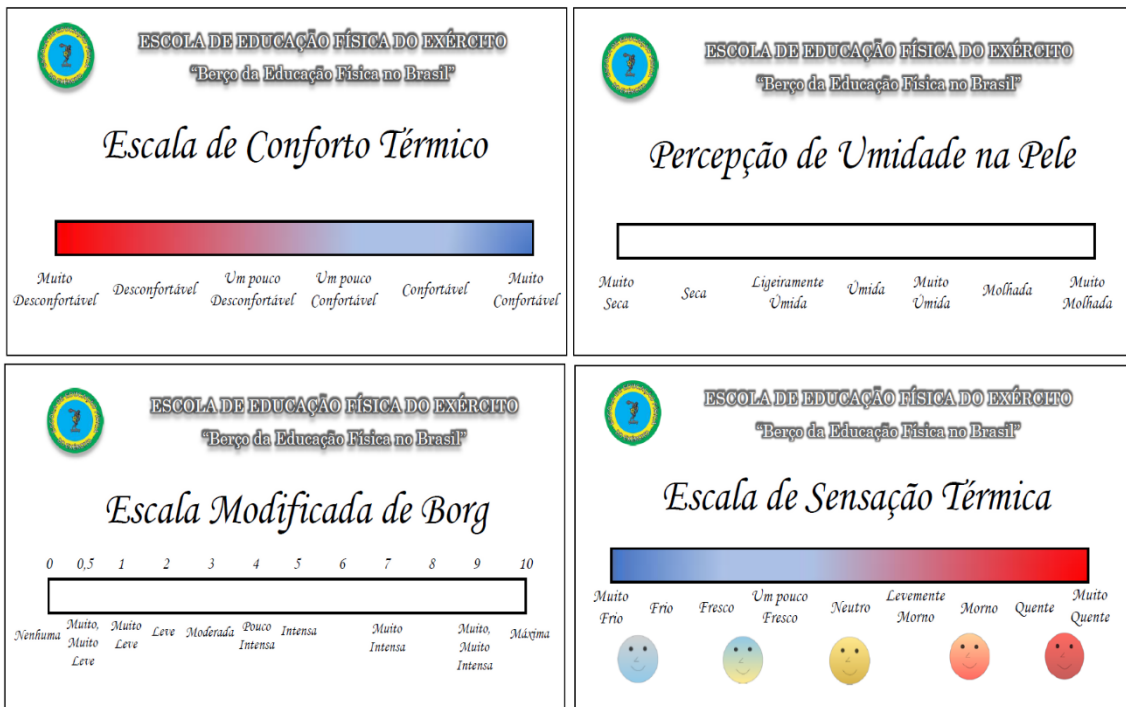 ESCOLA DE EDUCAÇÃO FÍSICA DO EXÉRCITO
“Berço da Educação Física no Brasil”
Escala de Conforto Térmico
Muito Desconfortável
Desconfortável
Um pouco Desconfortável
Um pouco Confortável
Confortável
Muito Confortável
ESCOLA DE EDUCAÇÃO FÍSICA DO EXÉRCITO
“Berço da Educação Física no Brasil”
Percepção de Umidade na Pele
Muito Seca
Seca
Ligeiramente Úmida
Úmida
Muito Úmida
Molhada
Muito Molhada
ESCOLA DE EDUCAÇÃO FÍSICA DO EXÉRCITO
“Berço da Educação Física no Brasil”
Escala Modificada de Borg
0 0,5 1 2 3 4 5 6 7 8 9 10
Nenhuma
Muito, Muito Leve
Muito Leve
Leve
Moderada
Pouco Intensa
Intensa
Muito Intensa
Muito, Muito Intensa
Máxima
ESCOLA DE EDUCAÇÃO FÍSICA DO EXÉRCITO
“Berço da Educação Física no Brasil”
Escala de Sensação Térmica
Muito Frio
Frio
Fresco
Um pouco Fresco
Neutro
Levemente Morno
Morno
Quente
Muito Quente